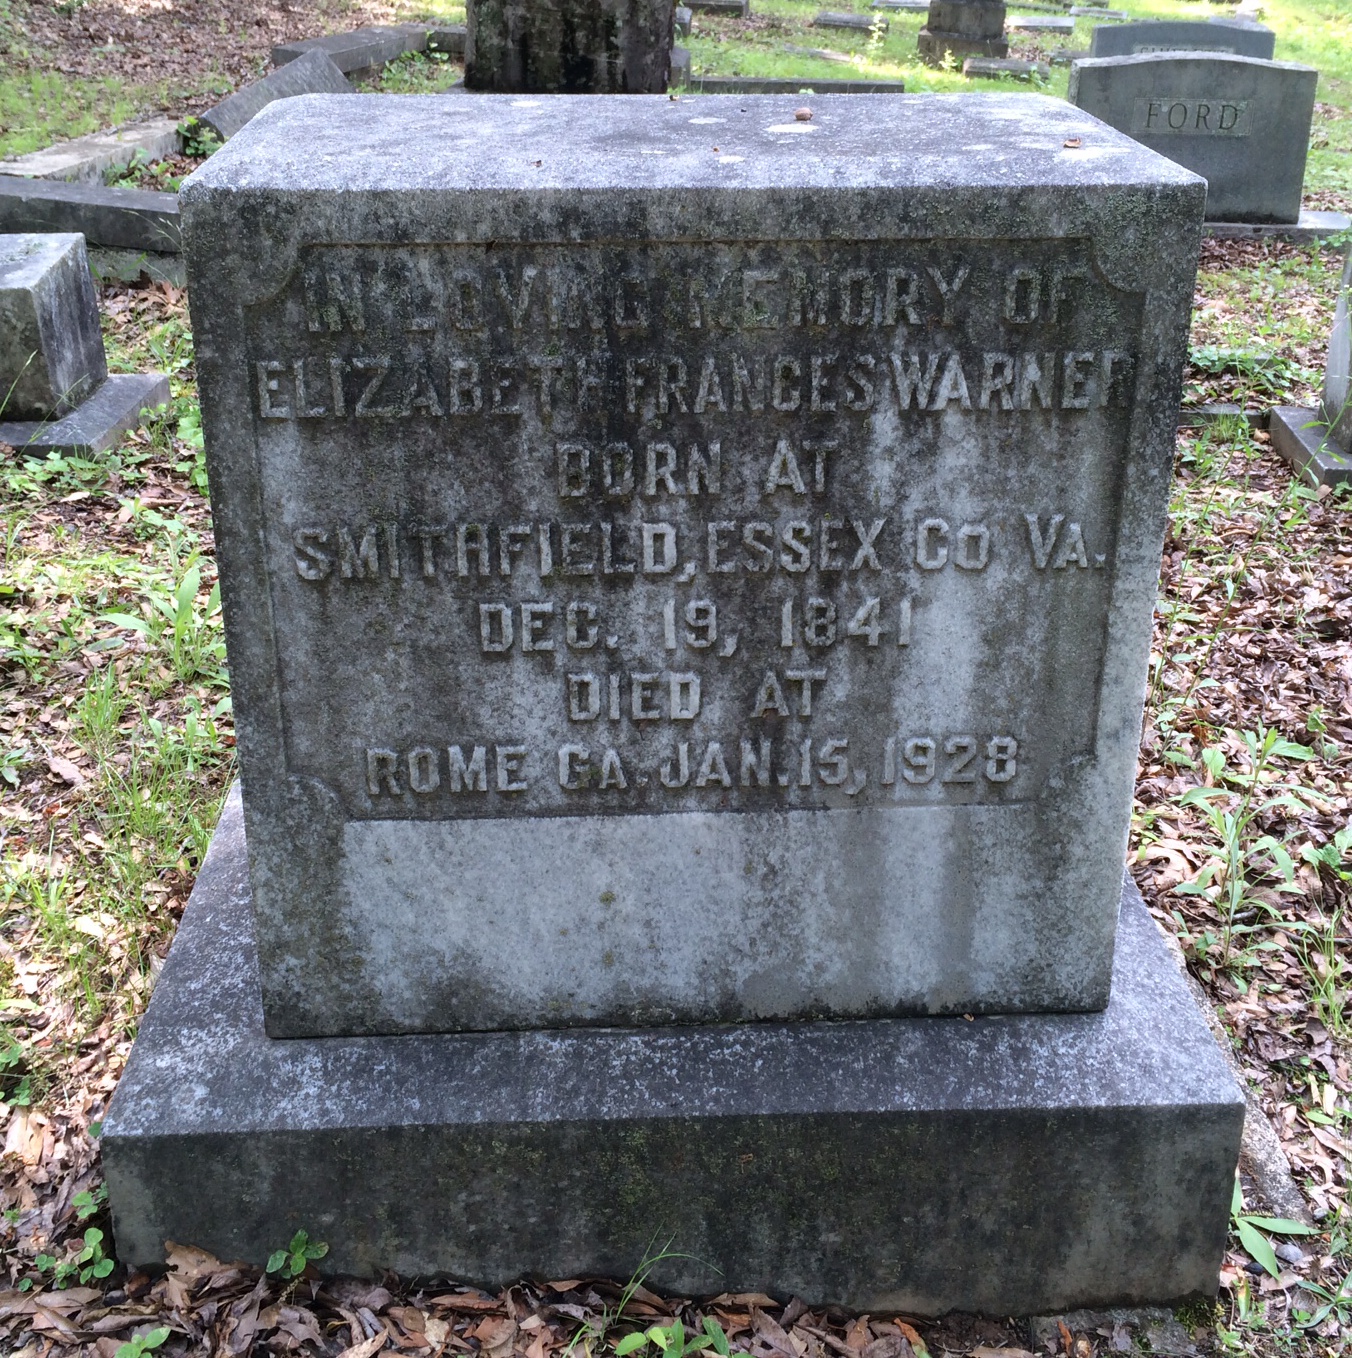 IN LOVING MEMORY OF
ELIZABETH FRANCES WARNER
BORN AT
SMITHFIELD, ESSEX CO VA.
DEC. 19, 1841
DIED AT
ROME GA. JAN. 15, 1928
FORD